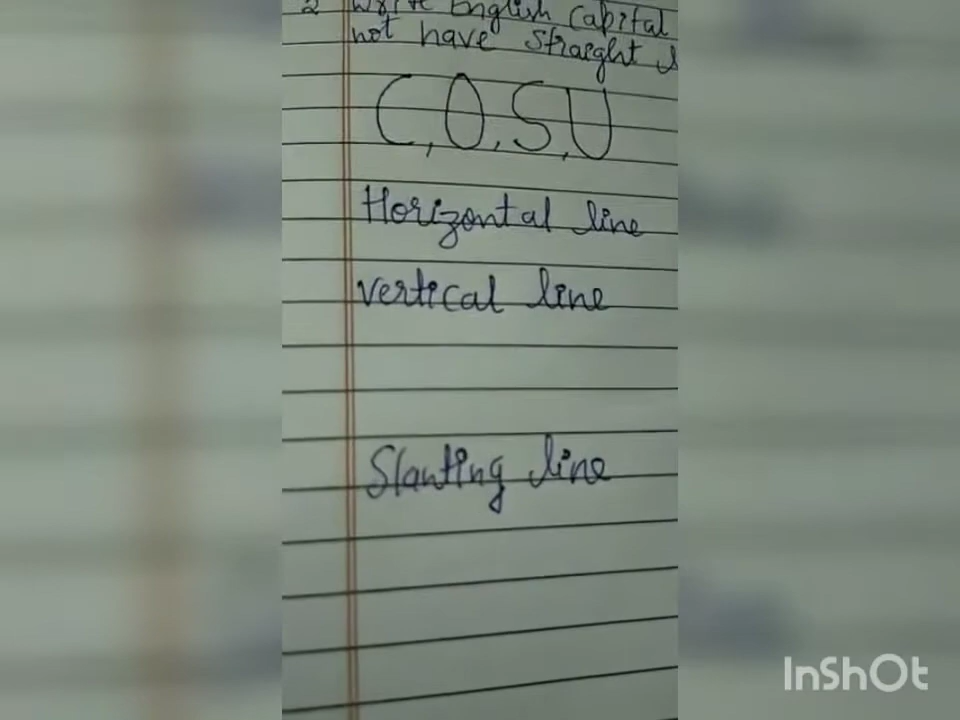 2 Write English Capital
not have straight
C, O, S, U
Horizontal line
vertical line
Slanting line
InShOt